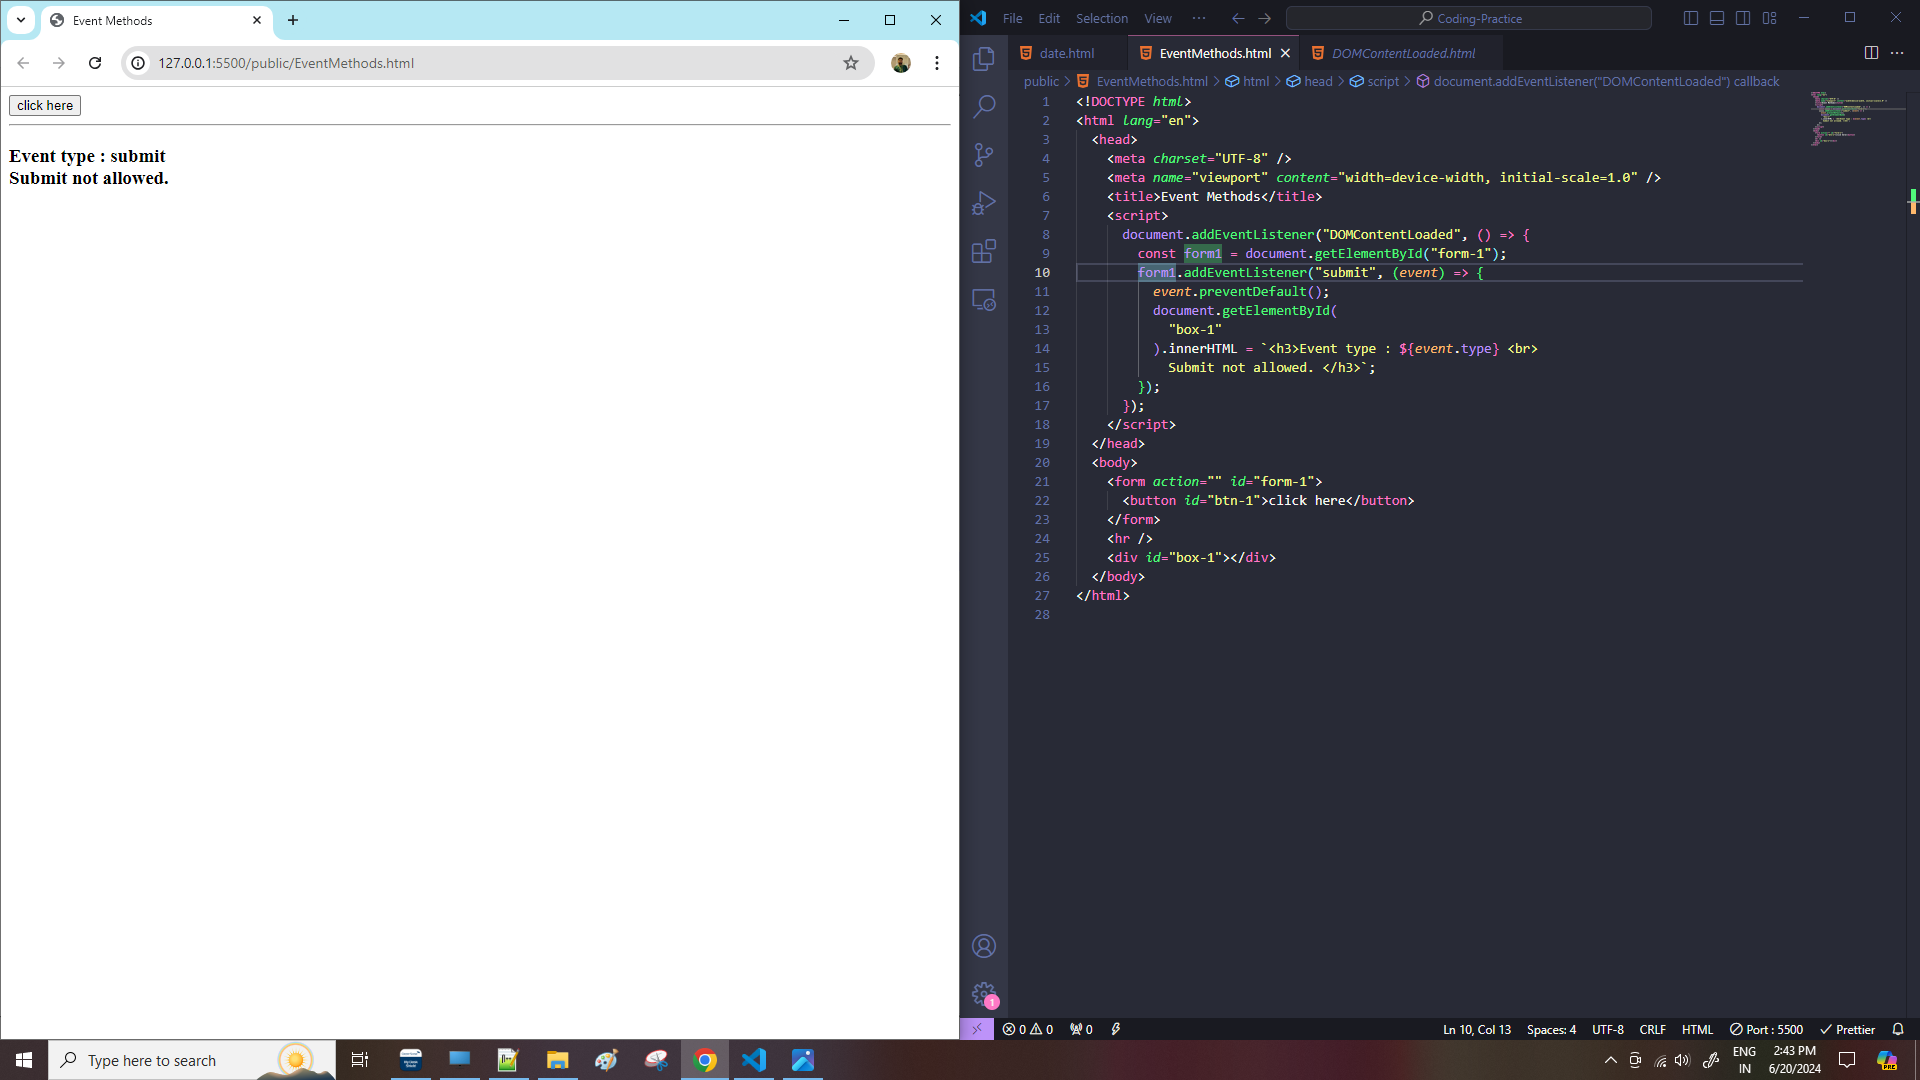 Event Methods
127.0.0.1:5500/public/EventMethods.html
click here
Event type : submit
Submit not allowed.
File Edit Selection View ··· Coding-Practice
date.html EventMethods.html DOMContentLoaded.html ···
public > EventMethods.html > html > head > script > document.addEventListener("DOMContentLoaded") callback
1 <!DOCTYPE html>
2 <html lang="en">
3 <head>
4 <meta charset="UTF-8" />
5 <meta name="viewport" content="width=device-width, initial-scale=1.0" />
6 <title>Event Methods</title>
7 <script>
8 document.addEventListener("DOMContentLoaded", () => {
9 const form1 = document.getElementById("form-1");
10 form1.addEventListener("submit", (event) => {
11 event.preventDefault();
12 document.getElementById(
13 "box-1"
14 ).innerHTML = `<h3>Event type : ${event.type} <br>
15 Submit not allowed. </h3>`;
16 });
17 });
18 </script>
19 </head>
20 <body>
21 <form action="" id="form-1">
22 <button id="btn-1">click here</button>
23 </form>
24 <hr />
25 <div id="box-1"></div>
26 </body>
27 </html>
28
1
0 0 0 Ln 10, Col 13 Spaces: 4 UTF-8 CRLF HTML Port : 5500 Prettier
Type here to search
ENG
IN
2:43 PM
6/20/2024
PRE